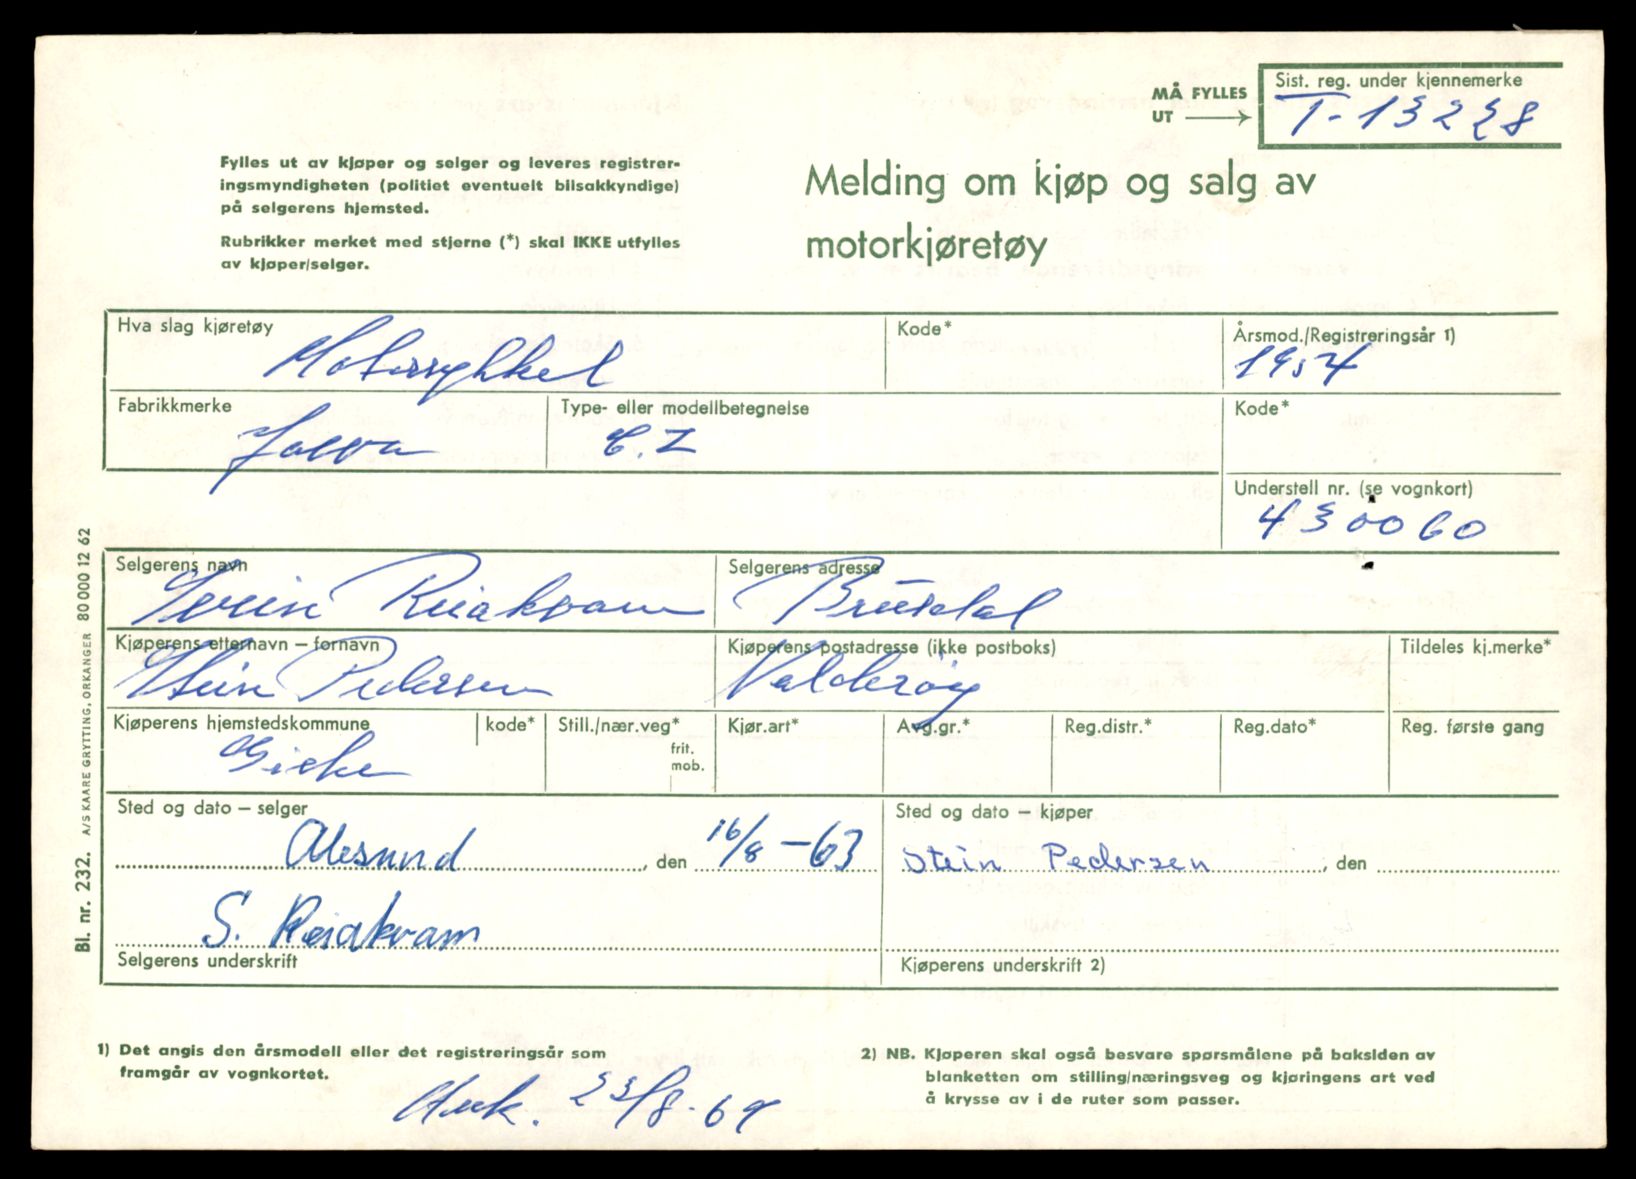 MÅ FYLLES UT
Sist. reg. under kjennemerke
T-13228
Fylles ut av kjøper og selger og leveres registrer-
ingsmyndigheten (politiet eventuelt bilsakkyndige)
på selgerens hjemsted.
Rubrikker merket med stjerne (*) skal IKKE utfylles
av kjøper/selger.
Melding om kjøp og salg av
motorkjøretøy
Hva slag kjøretøy
Motorsykkel
Kode*
Årsmod./Registreringsår 1)
1954
Fabrikkmerke
Jawa
Type- eller modellbetegnelse
C.Z
Kode*
Understell nr. (se vognkort)
430060
Selgerens navn
Svein Reiakvam
Selgerens adresse
Brusdal
Kjøperens etternavn – fornavn
Stein Pedersen
Kjøperens postadresse (ikke postboks)
Valderøy
Tildeles kj.merke*
Kjøperens hjemstedskommune
Giske
kode*
Still./nær.veg*
frit.
mob.
Kjør.art*
Avg.gr.*
Reg.distr.*
Reg.dato*
Reg. første gang
Sted og dato – selger
Ålesund, den 16/8-63
Sted og dato – kjøper
Stein Pedersen, den
S. Reiakvam
Selgerens underskrift
Kjøperens underskrift 2)
1) Det angis den årsmodell eller det registreringsår som
framgår av vognkortet.
2) NB. Kjøperen skal også besvare spørsmålene på baksiden av
blanketten om stilling/næringsveg og kjøringens art ved
å krysse av i de ruter som passer.
23/8-69
Bl. nr. 232. A/S KAARE GRYTTING, ORKANGER 80 000 12 62